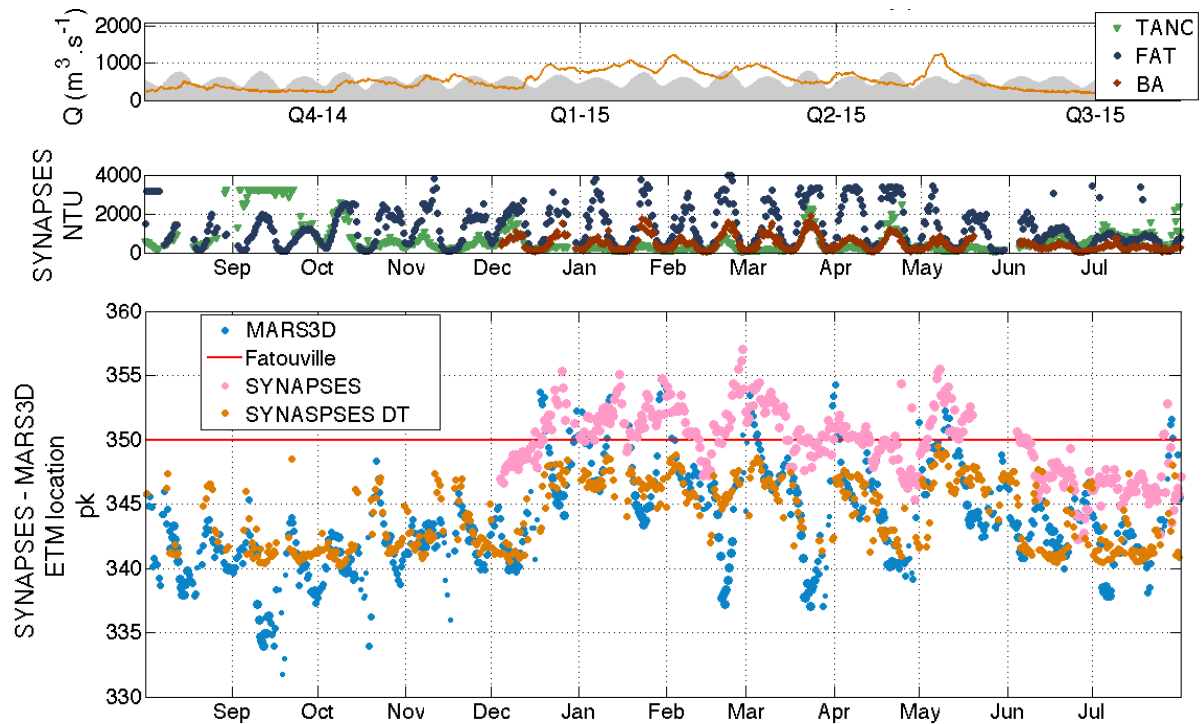 Q (m³.s⁻¹)
2000
1000
0
TANC
FAT
BA
Q4-14
Q1-15
Q2-15
Q3-15
SYNAPSES
NTU
4000
2000
0
Sep
Oct
Nov
Dec
Jan
Feb
Mar
Apr
May
Jun
Jul
SYNAPSES - MARS3D
ETM location
pk
360
355
350
345
340
335
330
MARS3D
Fatouville
SYNAPSES
SYNASPSES DT
Sep
Oct
Nov
Dec
Jan
Feb
Mar
Apr
May
Jun
Jul